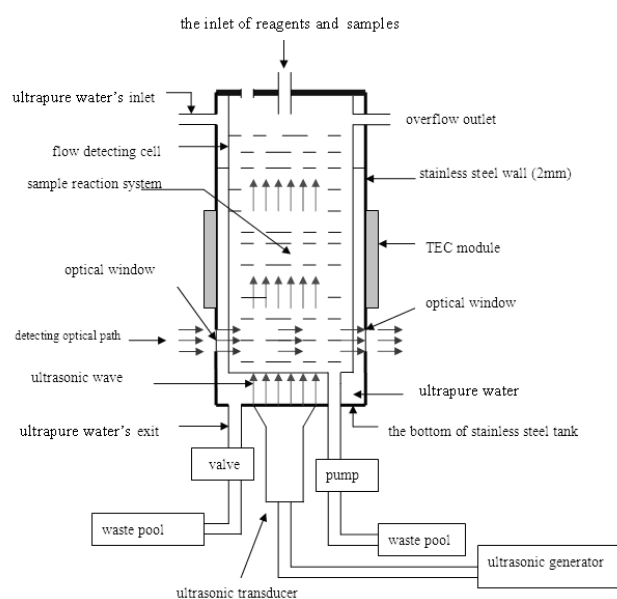 the inlet of reagents and samples
ultrapure water's inlet
overflow outlet
flow detecting cell
stainless steel wall (2mm)
sample reaction system
TEC module
optical window
optical window
detecting optical path
ultrasonic wave
ultrapure water
ultrapure water's exit
the bottom of stainless steel tank
valve
pump
waste pool
waste pool
ultrasonic generator
ultrasonic transducer